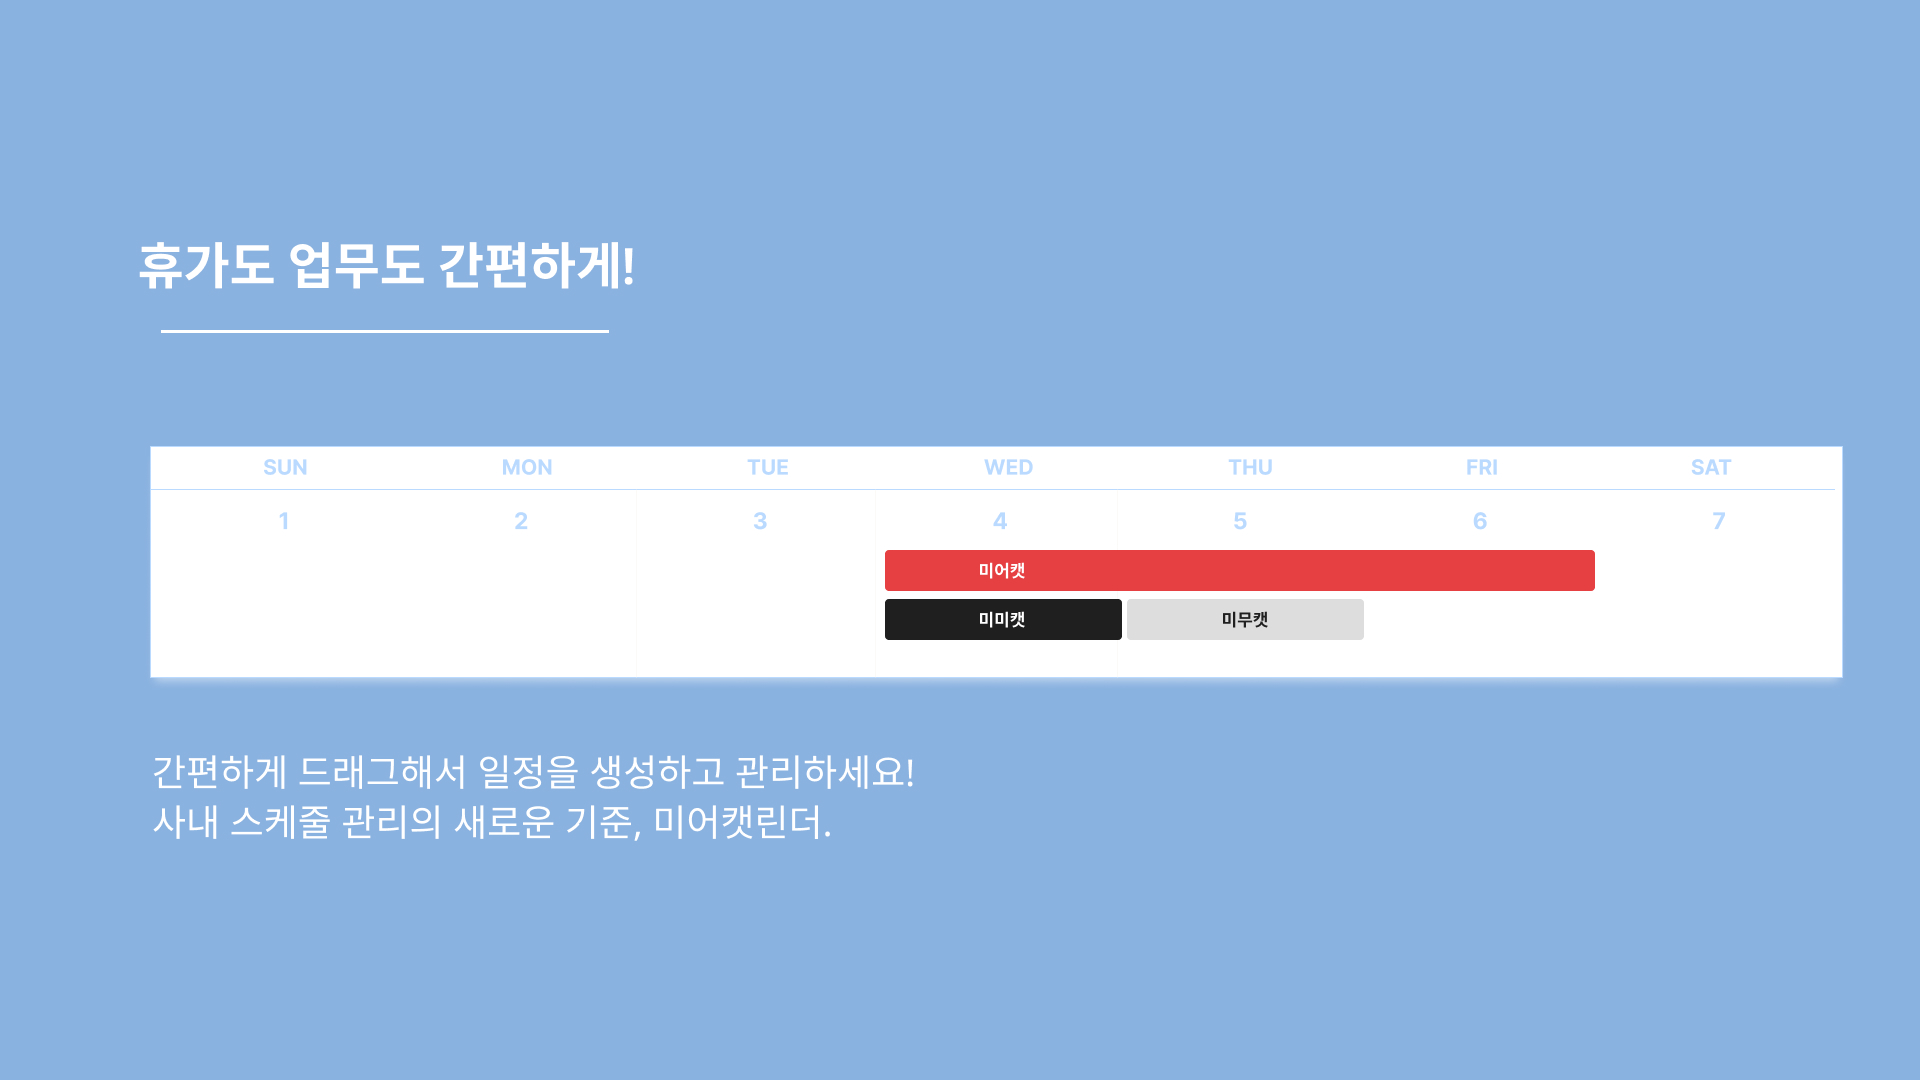 휴가도 업무도 간편하게!
SUN MON TUE WED THU FRI SAT
1 2 3 4 5 6 7
미어캣
미미캣 미무캣
간편하게 드래그해서 일정을 생성하고 관리하세요!
사내 스케줄 관리의 새로운 기준, 미어캣린더.